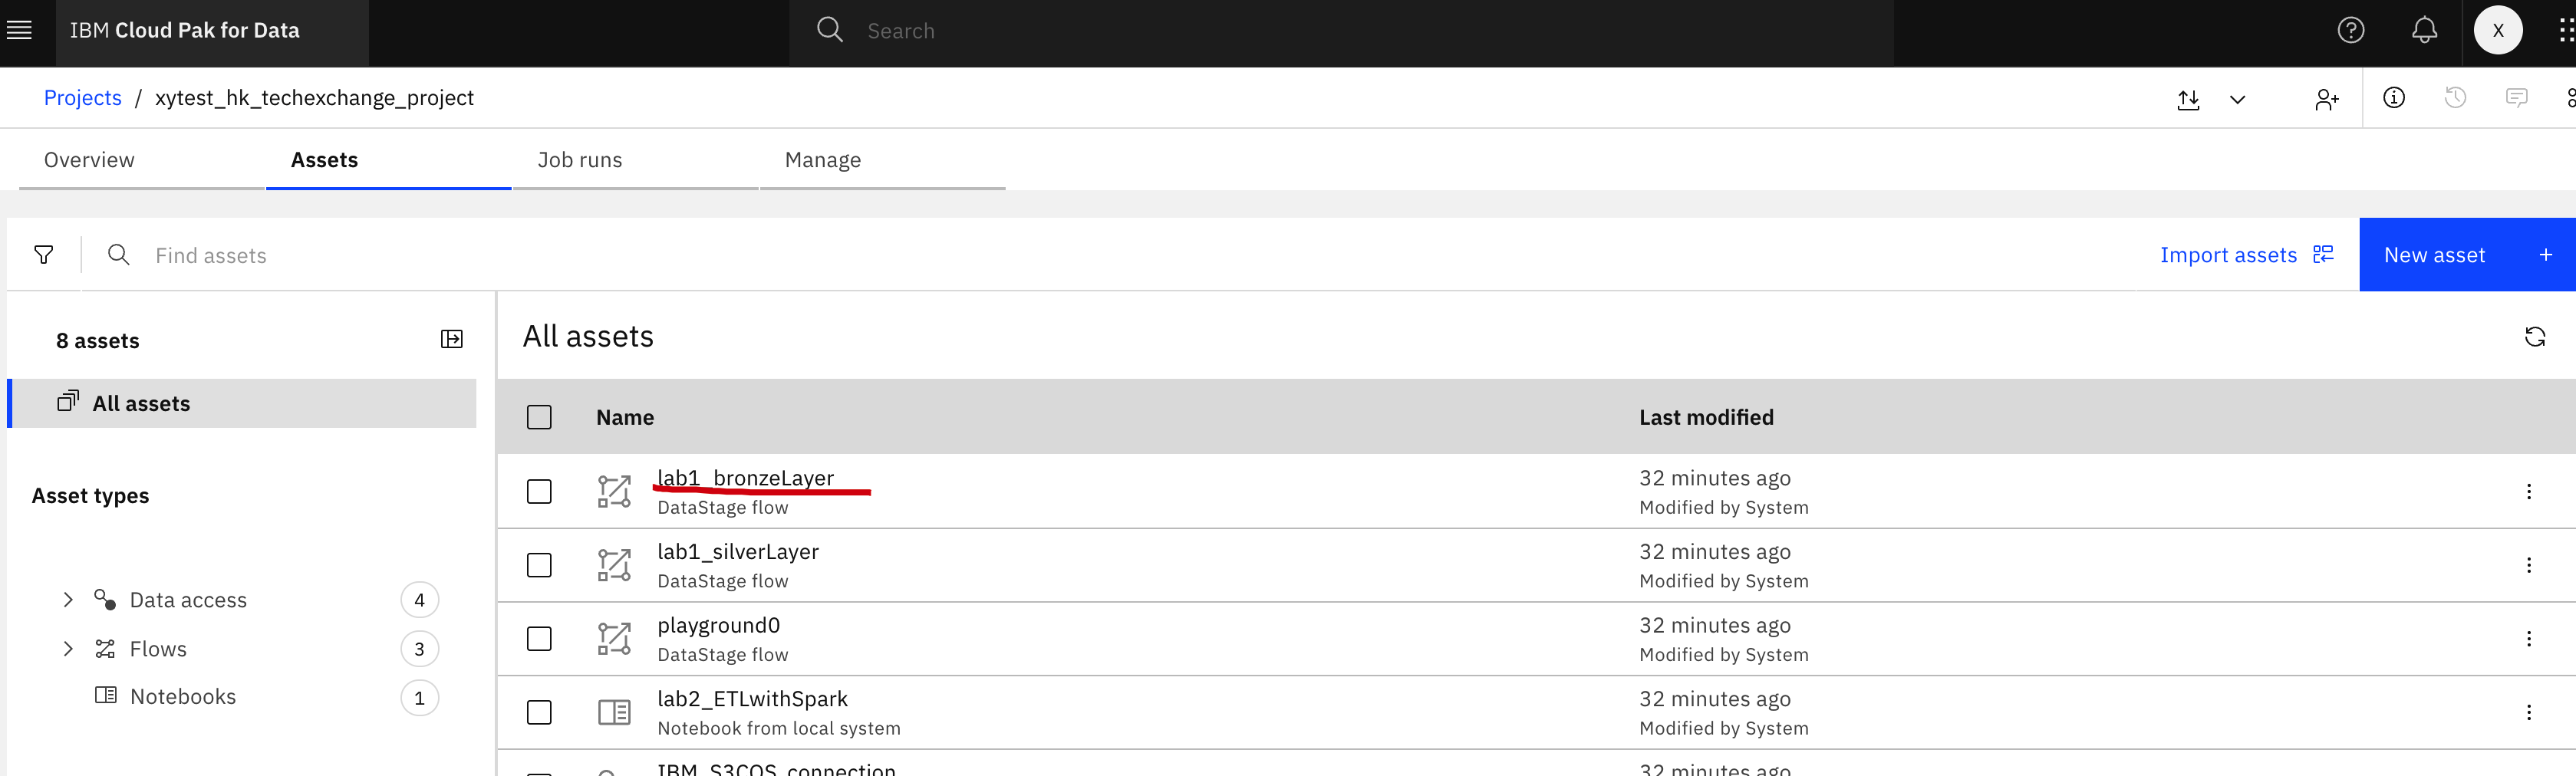 IBM Cloud Pak for Data
Search
X
Projects / xytest_hk_techexchange_project
Overview
Assets
Job runs
Manage
Find assets
Import assets
New asset +
8 assets
All assets
All assets
Name
Last modified
Asset types
lab1_bronzeLayer
32 minutes ago
DataStage flow
Modified by System
lab1_silverLayer
32 minutes ago
DataStage flow
Modified by System
Data access
4
playground0
32 minutes ago
Flows
3
DataStage flow
Modified by System
Notebooks
1
lab2_ETLwithSpark
32 minutes ago
Notebook from local system
Modified by System
IBM_S3COS_connection
32 minutes ago